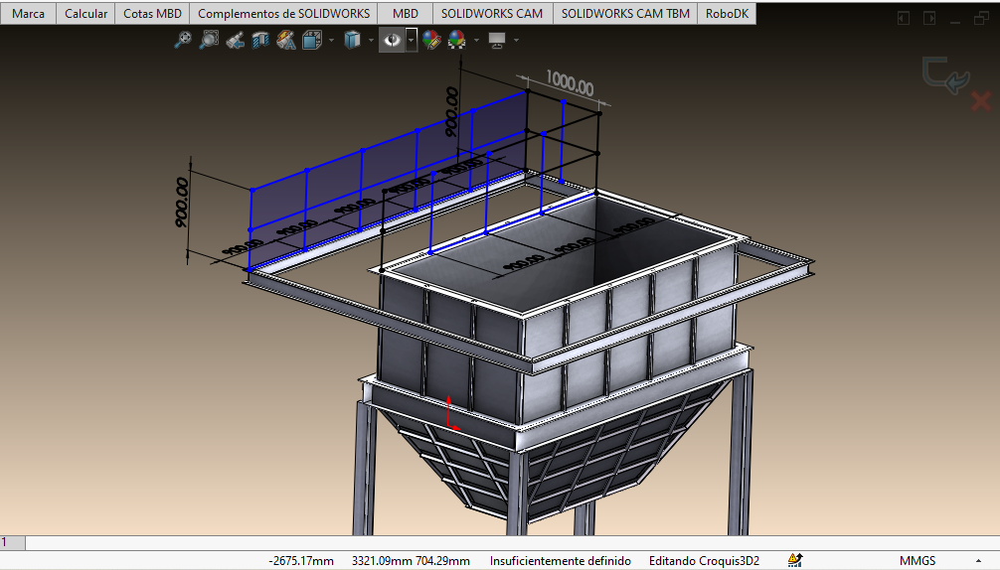 Marca Calcular Cotas MBD Complementos de SOLIDWORKS MBD SOLIDWORKS CAM SOLIDWORKS CAM TBM RoboDK
1000.00
900.00
900.00
900.00 900.00 900.00 900.00 900.00
900.00 900.00 900.00
1
-2675.17mm 3321.09mm 704.29mm Insuficientemente definido Editando Croquis3D2 MMGS